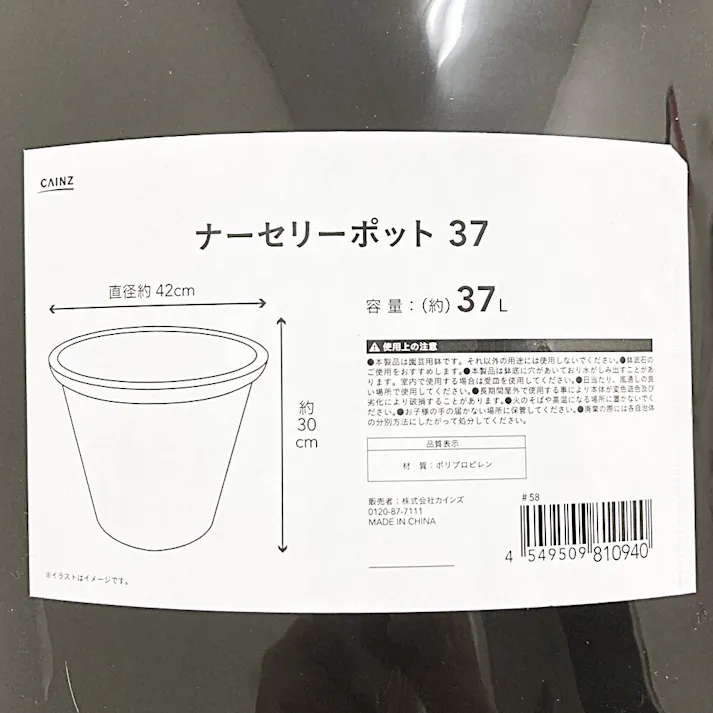 CAINZ
ナーセリーポット 37
直径約 42cm
容 量：（約）37L
約
30
cm
使用上の注意
●本製品は園芸用鉢です。それ以外の用途には使用しないでください。●鉢底石の
ご使用をおすすめします。●本製品は鉢底に穴があいており水がしみ出すことがあ
ります。室内で使用する場合は受皿を使用してください。●日当たり、風通しの良
い場所で使用してください。●長期間屋外で使用する事により本体が変色退色及び
劣化により破損することがあります。●火のそばや高温になる場所に置かないでく
ださい。●お子様の手の届かない場所に保管してください。●廃棄の際には各自治体
の分別方法にしたがって処分してください。
品質表示
材 質：ポリプロピレン
販売者：株式会社カインズ
0120-87-7111
MADE IN CHINA
#58
4 549509 810940
※イラストはイメージです。